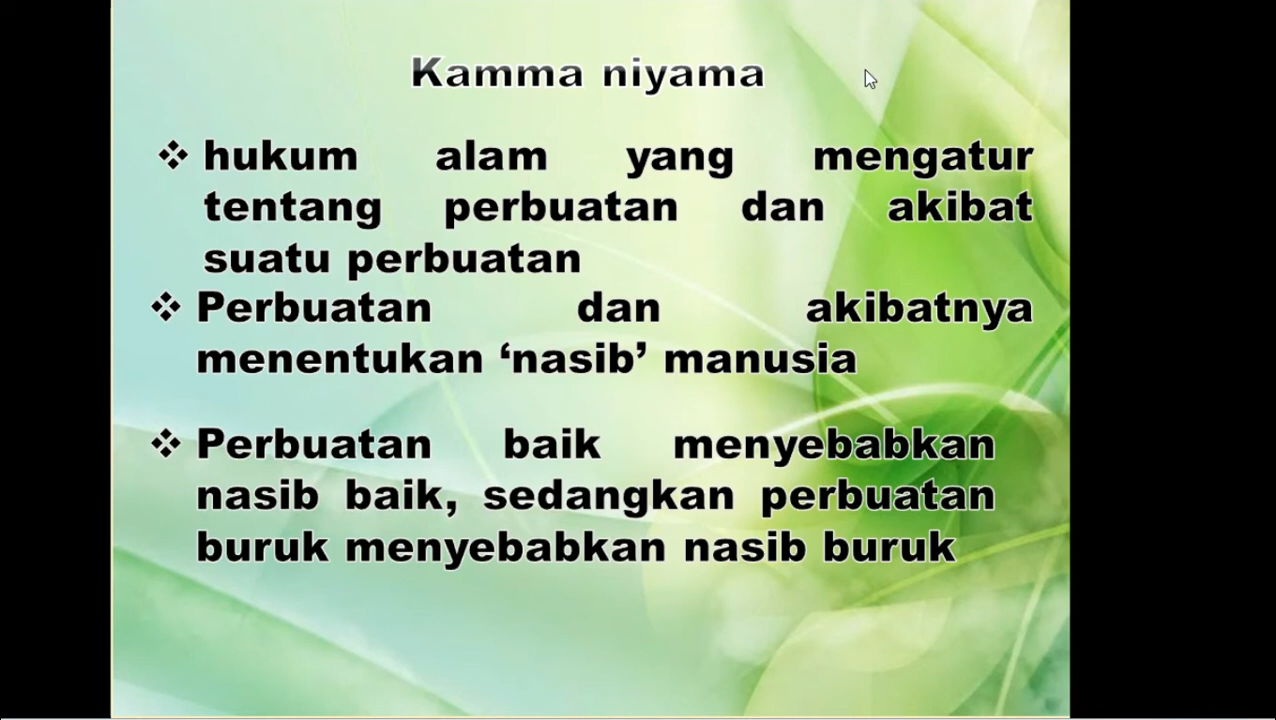 Kamma niyama
❖ hukum alam yang mengatur
tentang perbuatan dan akibat
suatu perbuatan
❖ Perbuatan dan akibatnya
menentukan ‘nasib’ manusia
❖ Perbuatan baik menyebabkan
nasib baik, sedangkan perbuatan
buruk menyebabkan nasib buruk